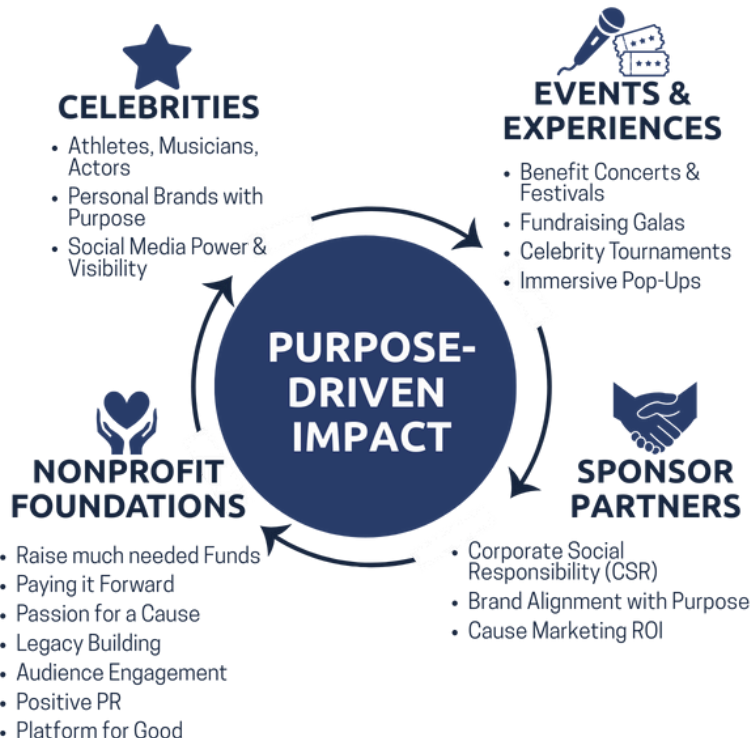 CELEBRITIES
• Athletes, Musicians,
Actors
• Personal Brands with
Purpose
• Social Media Power &
Visibility
EVENTS &
EXPERIENCES
• Benefit Concerts &
Festivals
• Fundraising Galas
• Celebrity Tournaments
• Immersive Pop-Ups
PURPOSE-
DRIVEN
IMPACT
NONPROFIT
FOUNDATIONS
• Raise much needed Funds
• Paying it Forward
• Passion for a Cause
• Legacy Building
• Audience Engagement
• Positive PR
• Platform for Good
SPONSOR
PARTNERS
• Corporate Social
Responsibility (CSR)
• Brand Alignment with Purpose
• Cause Marketing ROI